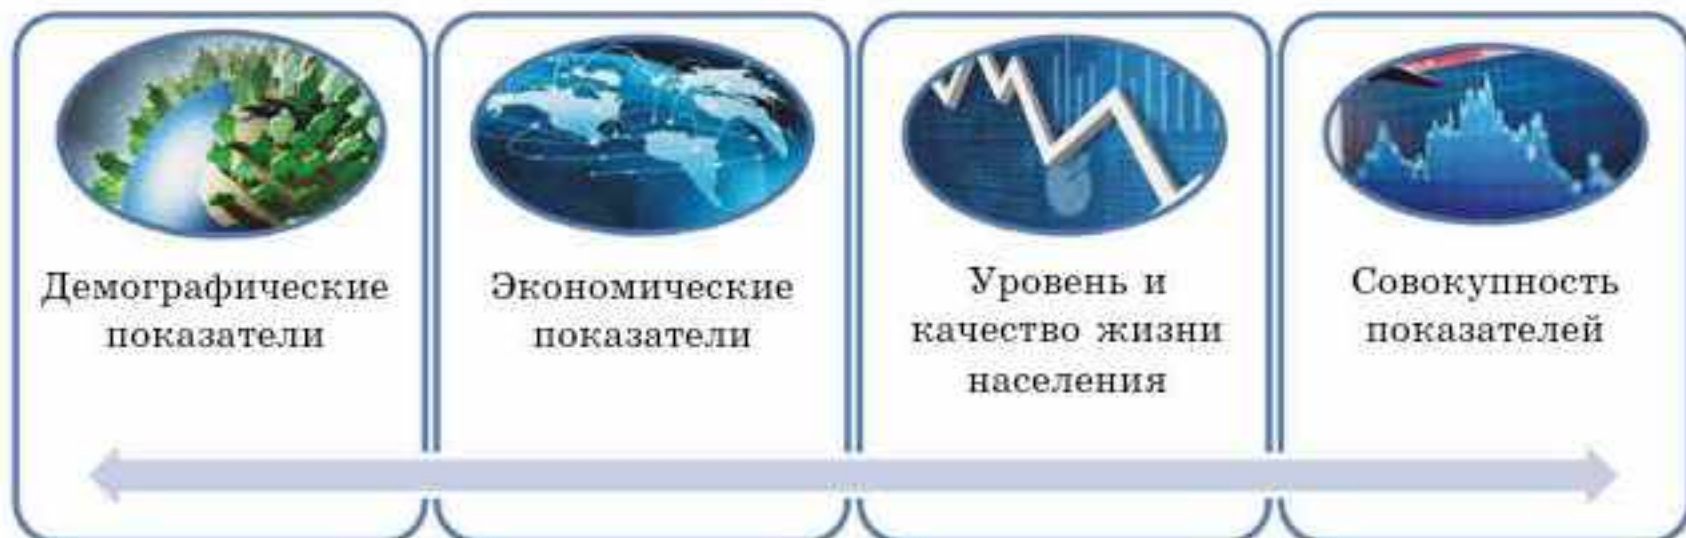 Демографические
показатели
Экономические
показатели
Уровень и
качество жизни
населения
Совокупность
показателей